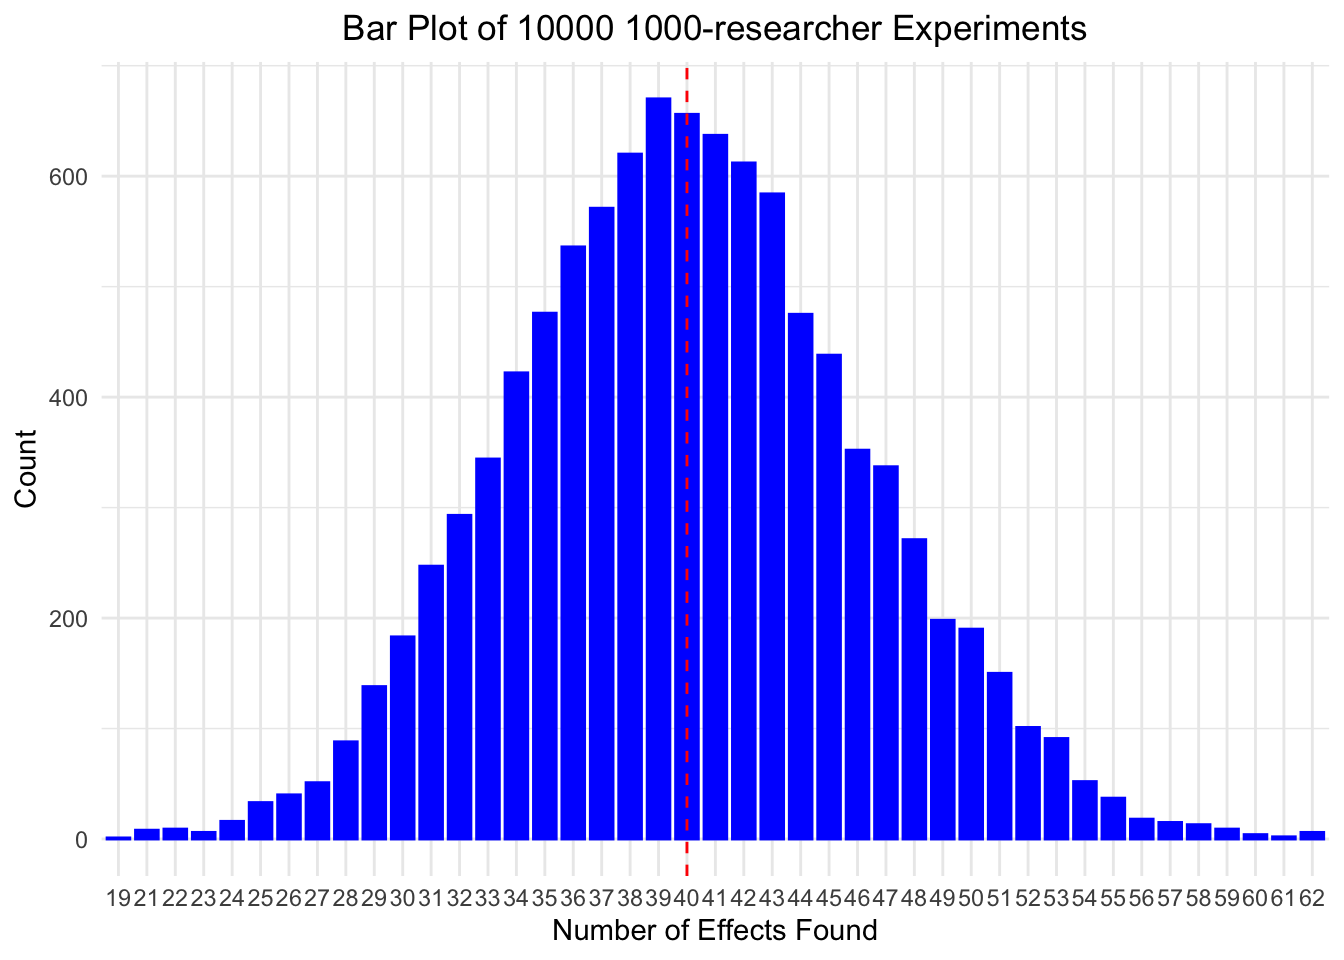 Bar Plot of 10000 1000-researcher Experiments
600
400
200
0
Count
19 21 22 23 24 25 26 27 28 29 30 31 32 33 34 35 36 37 38 39 40 41 42 43 44 45 46 47 48 49 50 51 52 53 54 55 56 57 58 59 60 61 62
Number of Effects Found